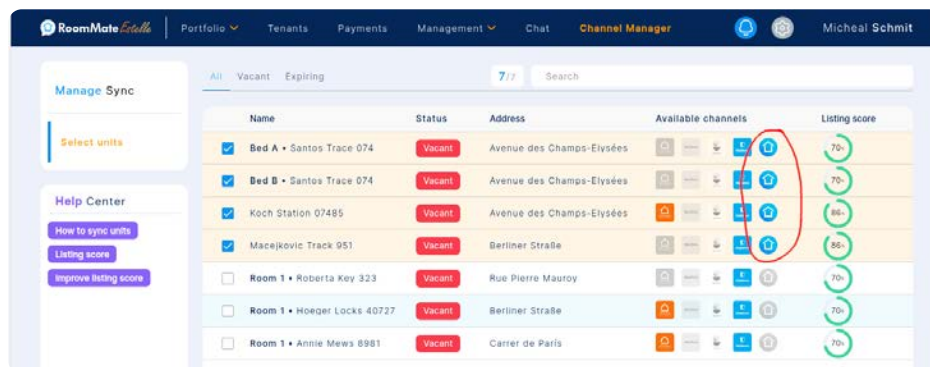 RoomMate Estelle Portfolio Tenants Payments Management Chat Channel Manager Micheal Schmit
Manage Sync
Select units
Help Center
How to sync units
Listing score
Improve listing score
All Vacant Expiring 7/7 Search
Name Status Address Available channels Listing score
Bed A • Santos Trace 074 Vacant Avenue des Champs-Elysées 70%
Bed B • Santos Trace 074 Vacant Avenue des Champs-Elysées 70%
Koch Station 07485 Vacant Avenue des Champs-Elysées 86%
Macejkovic Track 951 Vacant Berliner Straße 86%
Room 1 • Roberta Key 323 Vacant Rue Pierre Mauroy 70%
Room 1 • Hoeger Locks 40727 Vacant Berliner Straße 70%
Room 1 • Annie Mews 8981 Vacant Carrer de París 70%